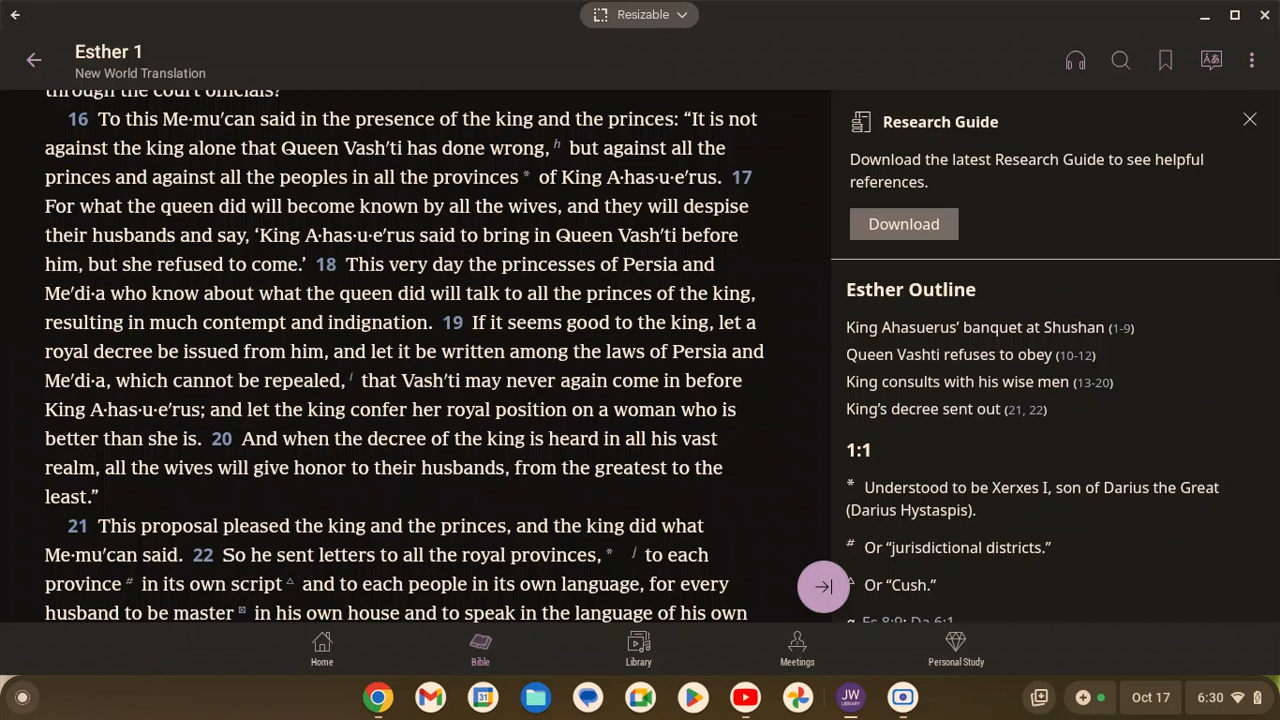 Resizable
Esther 1
New World Translation
through the court officials?
16 To this Me·mu′can said in the presence of the king and the princes: “It is not
against the king alone that Queen Vash′ti has done wrong, h but against all the
princes and against all the peoples in all the provinces * of King A·has·u·e′rus. 17
For what the queen did will become known by all the wives, and they will despise
their husbands and say, ‘King A·has·u·e′rus said to bring in Queen Vash′ti before
him, but she refused to come.’ 18 This very day the princesses of Persia and
Me′di·a who know about what the queen did will talk to all the princes of the king,
resulting in much contempt and indignation. 19 If it seems good to the king, let a
royal decree be issued from him, and let it be written among the laws of Persia and
Me′di·a, which cannot be repealed, i that Vash′ti may never again come in before
King A·has·u·e′rus; and let the king confer her royal position on a woman who is
better than she is. 20 And when the decree of the king is heard in all his vast
realm, all the wives will give honor to their husbands, from the greatest to the
least.”
21 This proposal pleased the king and the princes, and the king did what
Me·mu′can said. 22 So he sent letters to all the royal provinces, * j to each
province # in its own script △ and to each people in its own language, for every
husband to be master ⊠ in his own house and to speak in the language of his own
Research Guide
Download the latest Research Guide to see helpful
references.
Download
Esther Outline
King Ahasuerus’ banquet at Shushan (1-9)
Queen Vashti refuses to obey (10-12)
King consults with his wise men (13-20)
King’s decree sent out (21, 22)
1:1
* Understood to be Xerxes I, son of Darius the Great
(Darius Hystaspis).
# Or “jurisdictional districts.”
△ Or “Cush.”
a Es 8:9; Da 6:1
Home
Bible
Library
Meetings
Personal Study
31
JW
LIBRARY
Oct 17
6:30